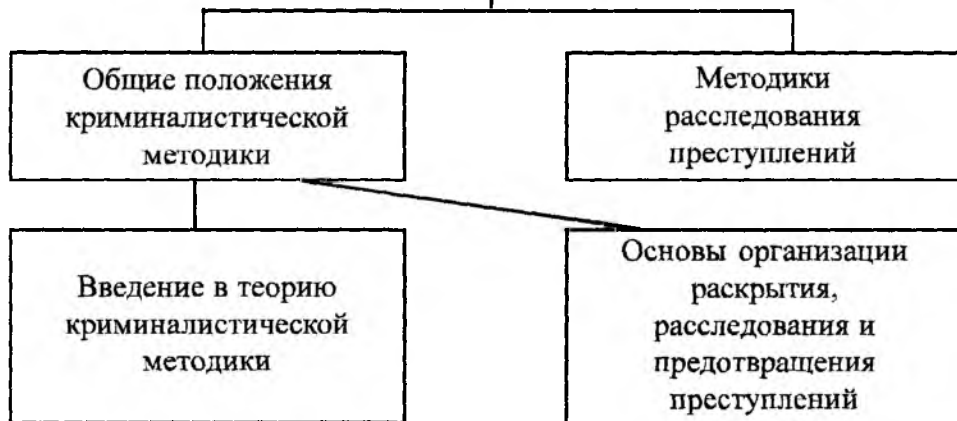 Общие положения
криминалистической
методики
Методики
расследования
преступлений
Введение в теорию
криминалистической
методики
Основы организации
раскрытия,
расследования и
предотвращения
преступлений